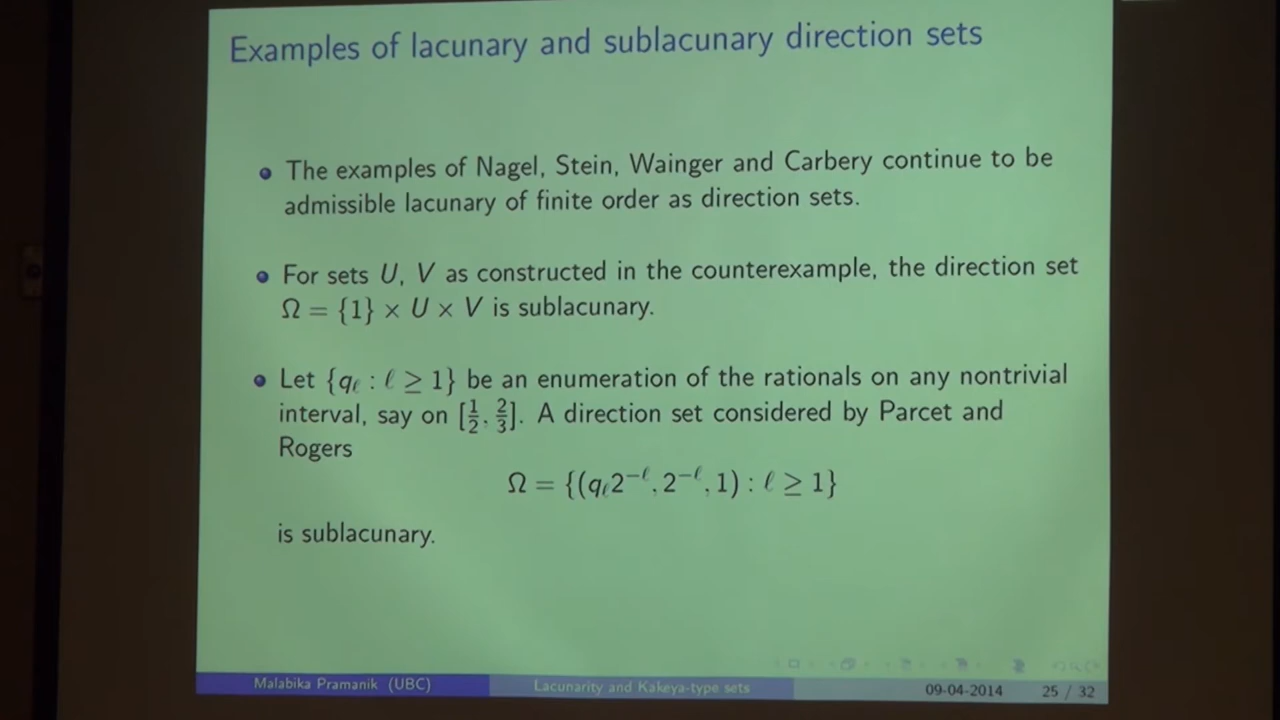 Examples of lacunary and sublacunary direction sets
The examples of Nagel, Stein, Wainger and Carbery continue to be
admissible lacunary of finite order as direction sets.
For sets U, V as constructed in the counterexample, the direction set
Ω = {1} × U × V is sublacunary.
Let {qℓ : ℓ ≥ 1} be an enumeration of the rationals on any nontrivial
interval, say on [1/2, 2/3]. A direction set considered by Parcet and
Rogers
Ω = {(qℓ2^−ℓ, 2^−ℓ, 1) : ℓ ≥ 1}
is sublacunary.
Malabika Pramanik (UBC) Lacunarity and Kakeya-type sets 09-04-2014 25 / 32